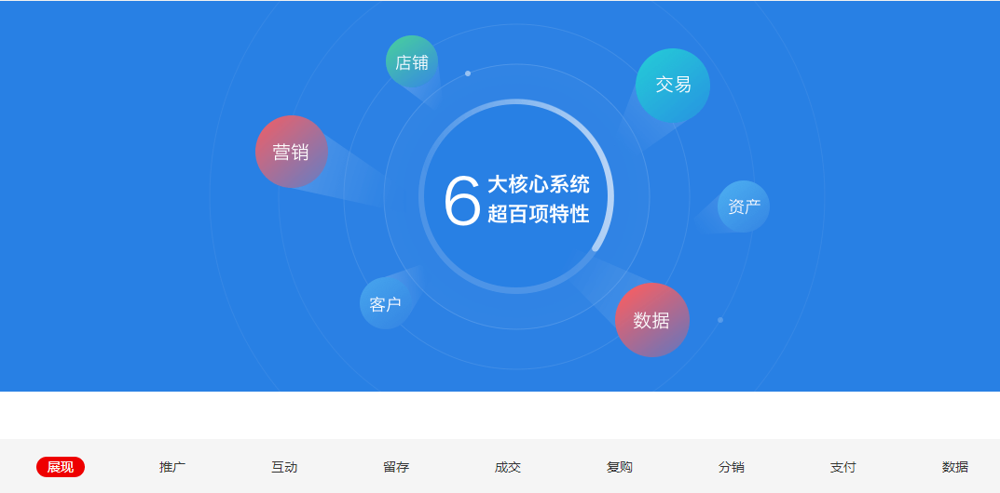 店铺
交易
营销
6
大核心系统
超百项特性
资产
客户
数据
展现 推广 互动 留存 成交 复购 分销 支付 数据